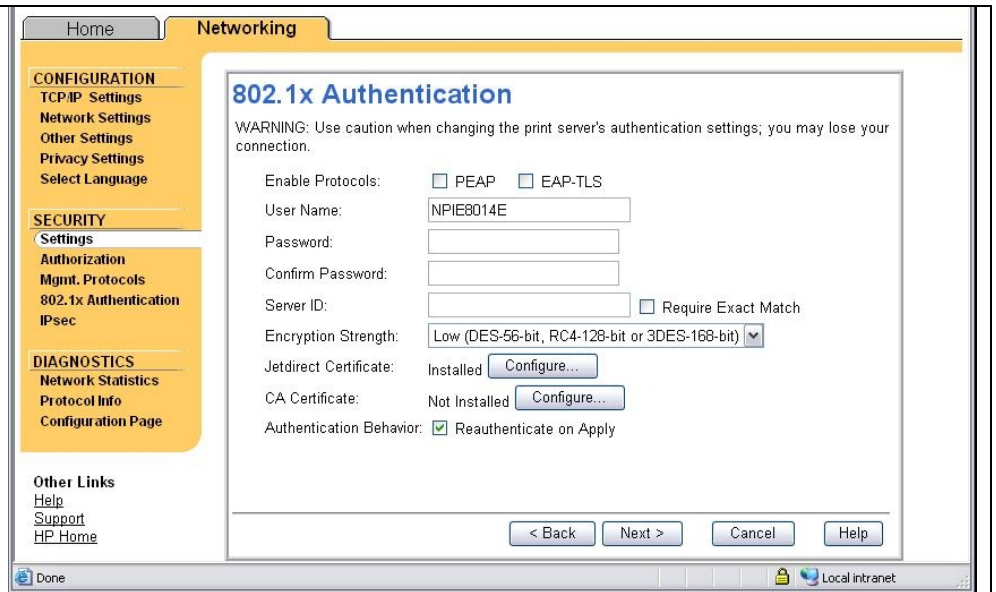 Home Networking
CONFIGURATION
TCP/IP Settings
Network Settings
Other Settings
Privacy Settings
Select Language
SECURITY
Settings
Authorization
Mgmt. Protocols
802.1x Authentication
IPsec
DIAGNOSTICS
Network Statistics
Protocol Info
Configuration Page
Other Links
Help
Support
HP Home
802.1x Authentication
WARNING: Use caution when changing the print server's authentication settings; you may lose your
connection.
Enable Protocols: PEAP EAP-TLS
User Name: NPIE8014E
Password:
Confirm Password:
Server ID: Require Exact Match
Encryption Strength: Low (DES-56-bit, RC4-128-bit or 3DES-168-bit)
Jetdirect Certificate: Installed Configure...
CA Certificate: Not Installed Configure...
Authentication Behavior: Reauthenticate on Apply
< Back Next > Cancel Help
Done Local intranet